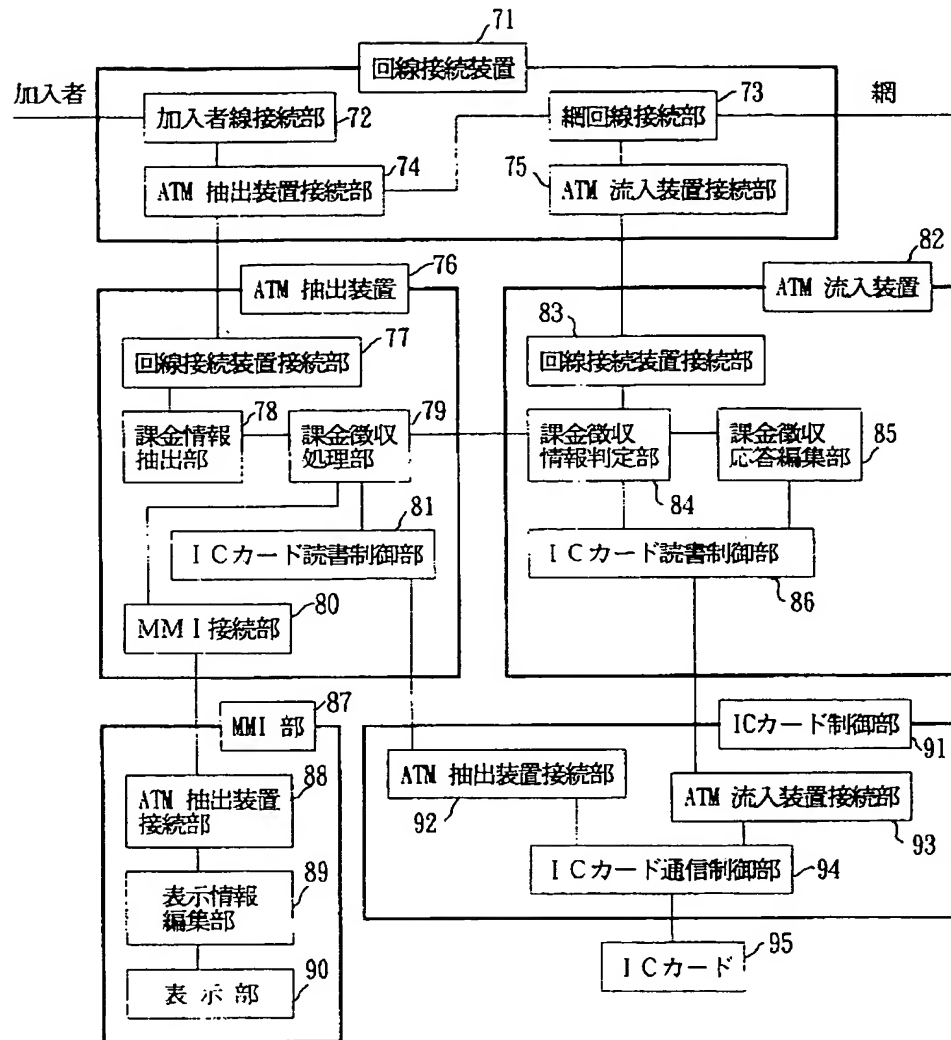 71
回線接続装置
加入者
網
加入者線接続部
72
網回線接続部
73
ATM 抽出装置接続部
74
75
ATM 流入装置接続部
76
ATM 抽出装置
82
ATM 流入装置
77
回線接続装置接続部
83
回線接続装置接続部
課金情報
抽出部
78
課金徴収
処理部
79
課金徴収
情報判定部
84
課金徴収
応答編集部
85
81
ICカード読書制御部
ICカード読書制御部
86
80
MMI接続部
87
MMI 部
ICカード制御部
91
ATM 抽出装置
接続部
88
ATM 抽出装置接続部
92
ATM 流入装置接続部
93
表示情報
編集部
89
ICカード通信制御部
94
表 示 部
90
ICカード
95